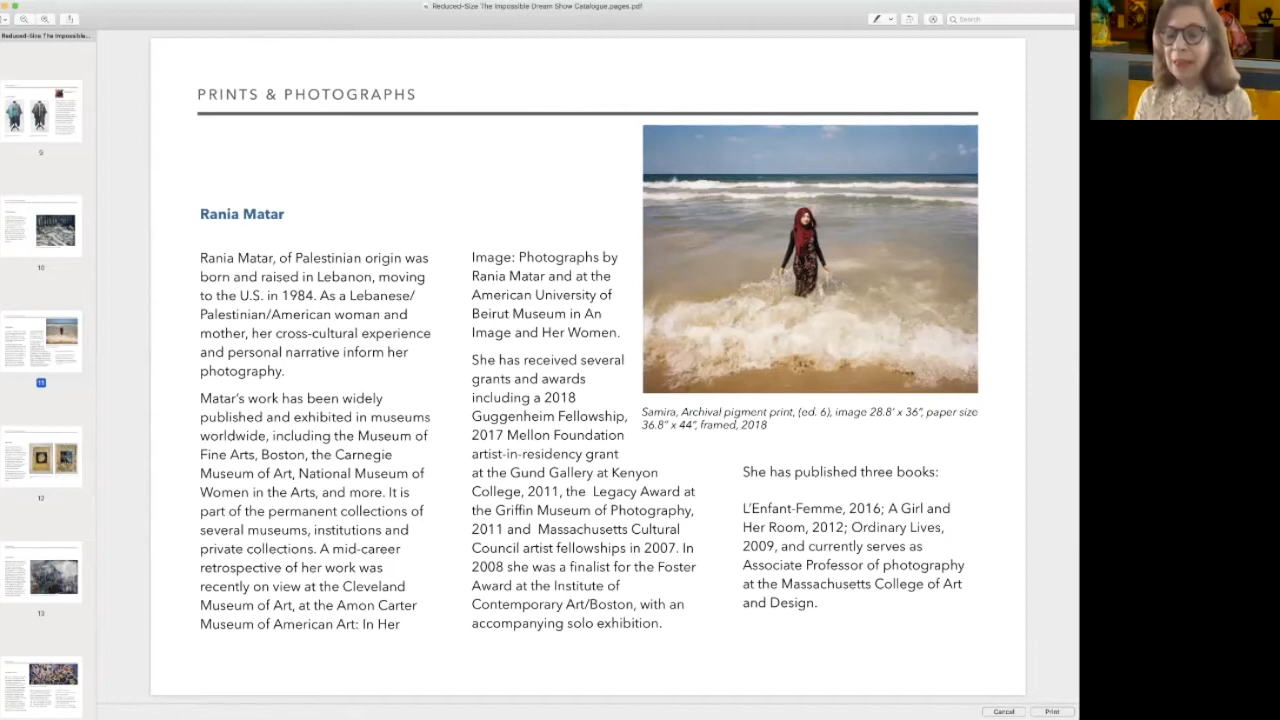 Reduced-Size The Impossible Dream Show Catalogue.pages.pdf
Search
Reduced-Size The Impossible...
9
10
11
12
13
PRINTS & PHOTOGRAPHS
Rania Matar
Rania Matar, of Palestinian origin was
born and raised in Lebanon, moving
to the U.S. in 1984. As a Lebanese/
Palestinian/American woman and
mother, her cross-cultural experience
and personal narrative inform her
photography.
Matar's work has been widely
published and exhibited in museums
worldwide, including the Museum of
Fine Arts, Boston, the Carnegie
Museum of Art, National Museum of
Women in the Arts, and more. It is
part of the permanent collections of
several museums, institutions and
private collections. A mid-career
retrospective of her work was
recently on view at the Cleveland
Museum of Art, at the Amon Carter
Museum of American Art: In Her
Image: Photographs by
Rania Matar and at the
American University of
Beirut Museum in An
Image and Her Women.
She has received several
grants and awards
including a 2018
Guggenheim Fellowship,
2017 Mellon Foundation
artist-in-residency grant
at the Gund Gallery at Kenyon
College, 2011, the  Legacy Award at
the Griffin Museum of Photography,
2011 and  Massachusetts Cultural
Council artist fellowships in 2007. In
2008 she was a finalist for the Foster
Award at the Institute of
Contemporary Art/Boston, with an
accompanying solo exhibition.
Samira, Archival pigment print, (ed. 6), image 28.8' x 36", paper size
36.8" x 44", framed, 2018
She has published three books:
L'Enfant-Femme, 2016; A Girl and
Her Room, 2012; Ordinary Lives,
2009, and currently serves as
Associate Professor of photography
at the Massachusetts College of Art
and Design.
Cancel
Print